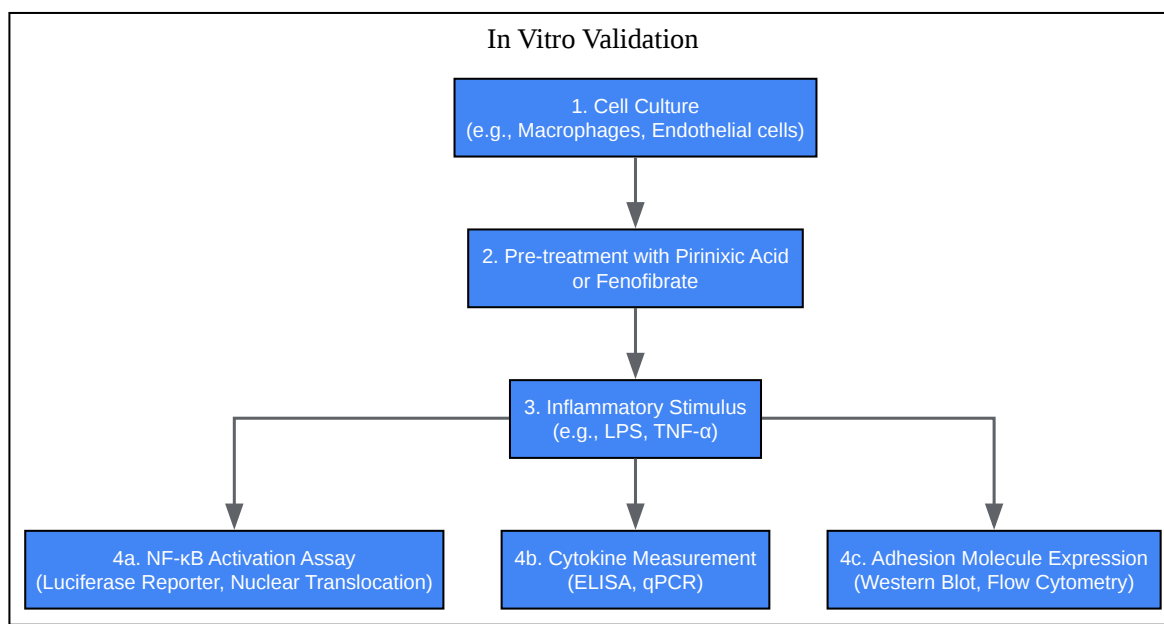 In Vitro Validation
1. Cell Culture
(e.g., Macrophages, Endothelial cells)
2. Pre-treatment with Pirinixic Acid
or Fenofibrate
3. Inflammatory Stimulus
(e.g., LPS, TNF-α)
4a. NF-κB Activation Assay
(Luciferase Reporter, Nuclear Translocation)
4b. Cytokine Measurement
(ELISA, qPCR)
4c. Adhesion Molecule Expression
(Western Blot, Flow Cytometry)